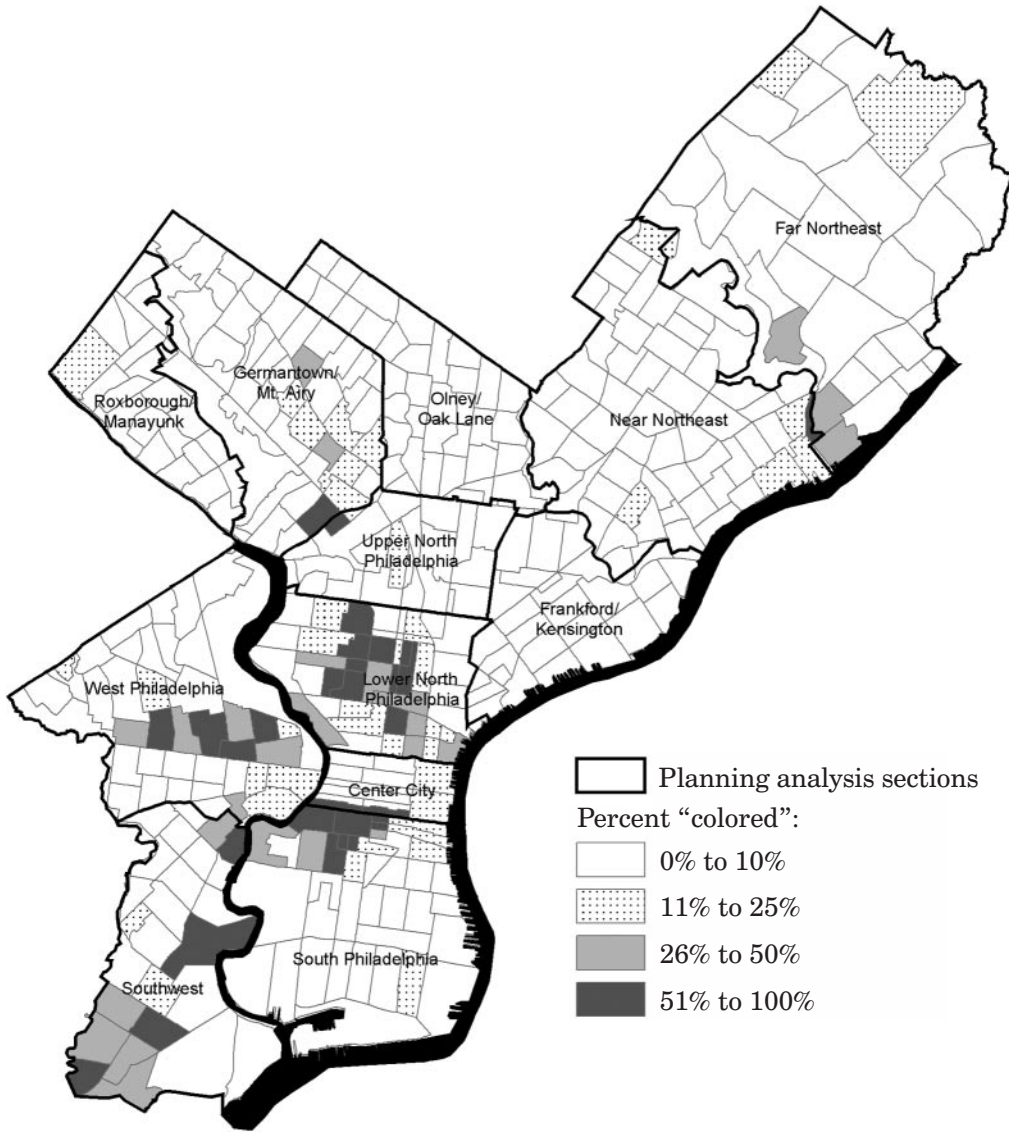 Far Northeast
Germantown/
Mt. Airy
Roxborough/
Manayunk
Olney/
Oak Lane
Near Northeast
Upper North
Philadelphia
Frankford/
Kensington
West Philadelphia
Lower North
Philadelphia
Center City
South Philadelphia
Southwest
Planning analysis sections
Percent “colored”:
0% to 10%
11% to 25%
26% to 50%
51% to 100%